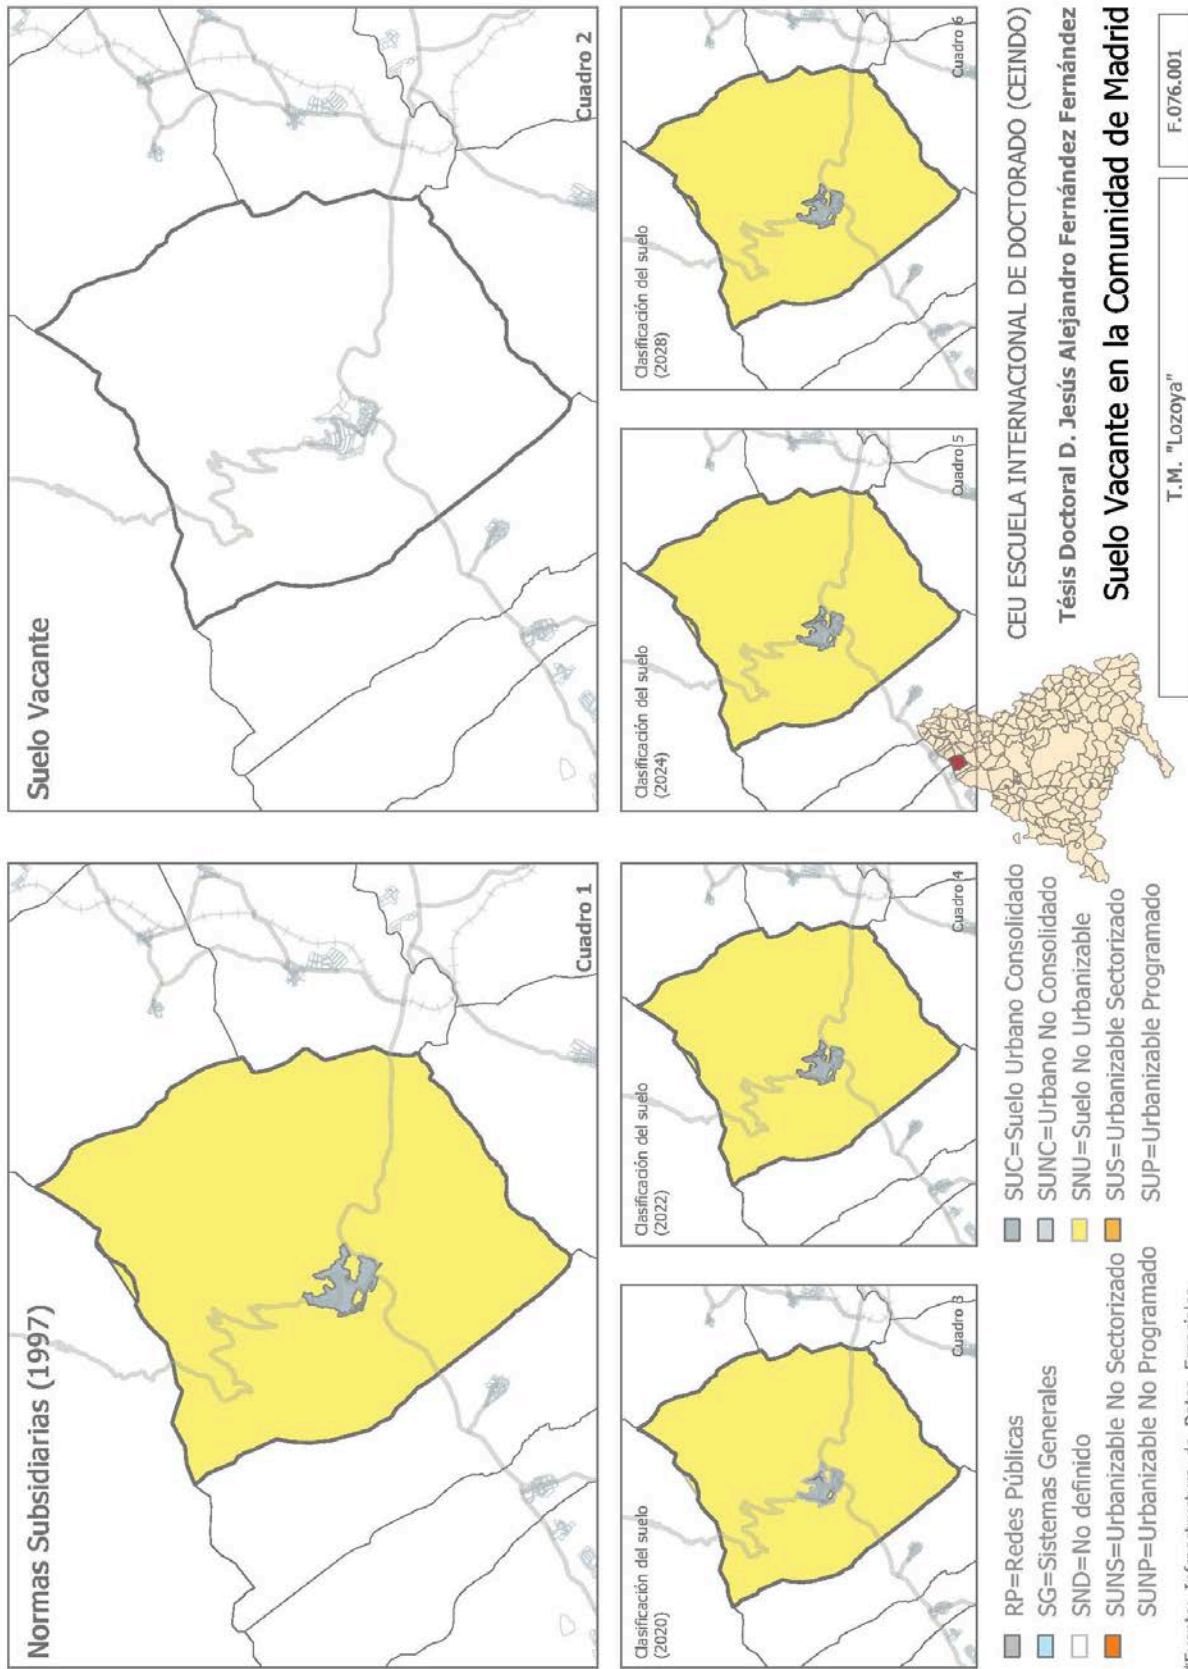 Normas Subsidiarias (1997)
Cuadro 1
Suelo Vacante
Cuadro 2
Clasificación del suelo
(2020)
Cuadro 3
Clasificación del suelo
(2022)
Cuadro 4
Clasificación del suelo
(2024)
Cuadro 5
Clasificación del suelo
(2028)
Cuadro 6
RP=Redes Públicas
SG=Sistemas Generales
SND=No definido
SUNS=Urbanizable No Sectorizado
SUNP=Urbanizable No Programado
SUC=Suelo Urbano Consolidado
SUNC=Urbano No Consolidado
SNU=Suelo No Urbanizable
SUS=Urbanizable Sectorizado
SUP=Urbanizable Programado
CEU ESCUELA INTERNACIONAL DE DOCTORADO (CEINDO)
Tésis Doctoral D. Jesús Alejandro Fernández Fernández
Suelo Vacante en la Comunidad de Madrid
T.M. "Lozoya"
F.076.001